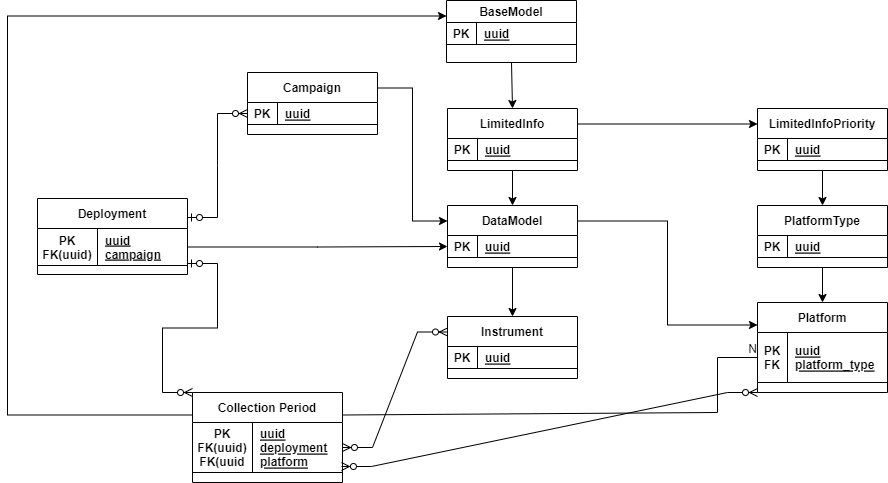 BaseModel
PK uuid
Campaign
PK uuid
LimitedInfo
PK uuid
LimitedInfoPriority
PK uuid
Deployment
PK uuid
FK(uuid) campaign
DataModel
PK uuid
PlatformType
PK uuid
Instrument
PK uuid
Platform
N
PK uuid
FK platform_type
Collection Period
PK uuid
FK(uuid) deployment
FK(uuid platform